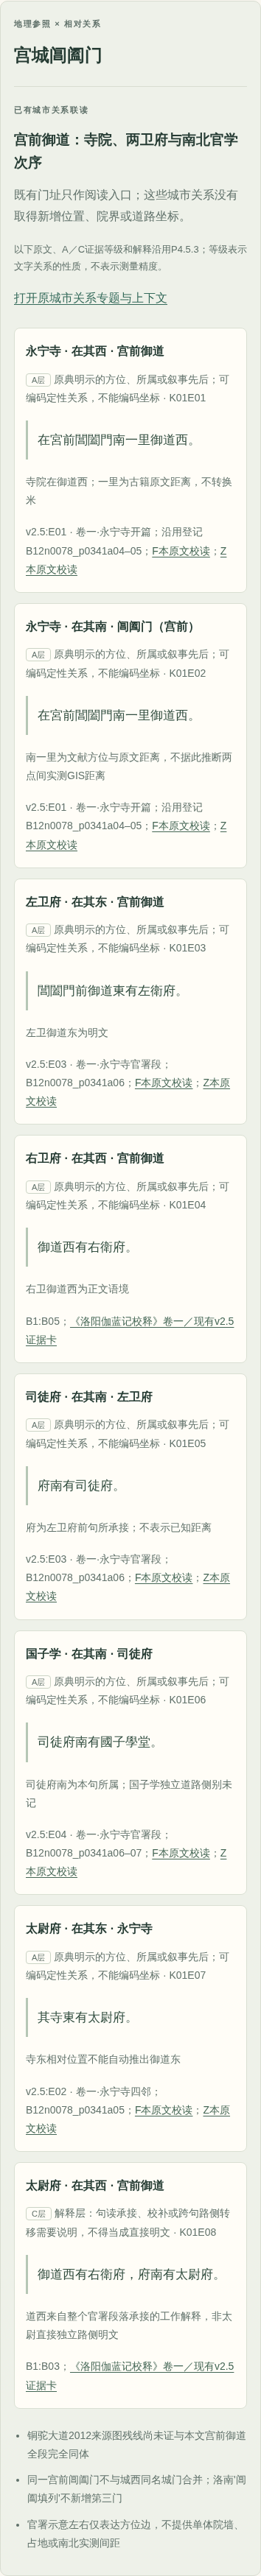 地理参照 × 相对关系
宫城阊阖门
已有城市关系联读
宫前御道：寺院、两卫府与南北官学
次序
既有门址只作阅读入口；这些城市关系没有
取得新增位置、院界或道路坐标。
以下原文、A／C证据等级和解释沿用P4.5.3；等级表示
文字关系的性质，不表示测量精度。
打开原城市关系专题与上下文
永宁寺 · 在其西 · 宫前御道
A层 原典明示的方位、所属或叙事先后；可
编码定性关系，不能编码坐标 · K01E01
在宮前閶闔門南一里御道西。
寺院在御道西；一里为古籍原文距离，不转换
米
v2.5:E01 · 卷一·永宁寺开篇；沿用登记
B12n0078_p0341a04–05；F本原文校读；Z
本原文校读
永宁寺 · 在其南 · 阊阖门（宫前）
A层 原典明示的方位、所属或叙事先后；可
编码定性关系，不能编码坐标 · K01E02
在宮前閶闔門南一里御道西。
南一里为文献方位与原文距离，不据此推断两
点间实测GIS距离
v2.5:E01 · 卷一·永宁寺开篇；沿用登记
B12n0078_p0341a04–05；F本原文校读；Z
本原文校读
左卫府 · 在其东 · 宫前御道
A层 原典明示的方位、所属或叙事先后；可
编码定性关系，不能编码坐标 · K01E03
閶闔門前御道東有左衛府。
左卫御道东为明文
v2.5:E03 · 卷一·永宁寺官署段；
B12n0078_p0341a06；F本原文校读；Z本原
文校读
右卫府 · 在其西 · 宫前御道
A层 原典明示的方位、所属或叙事先后；可
编码定性关系，不能编码坐标 · K01E04
御道西有右衛府。
右卫御道西为正文语境
B1:B05；《洛阳伽蓝记校释》卷一／现有v2.5
证据卡
司徒府 · 在其南 · 左卫府
A层 原典明示的方位、所属或叙事先后；可
编码定性关系，不能编码坐标 · K01E05
府南有司徒府。
府为左卫府前句所承接；不表示已知距离
v2.5:E03 · 卷一·永宁寺官署段；
B12n0078_p0341a06；F本原文校读；Z本原
文校读
国子学 · 在其南 · 司徒府
A层 原典明示的方位、所属或叙事先后；可
编码定性关系，不能编码坐标 · K01E06
司徒府南有國子學堂。
司徒府南为本句所属；国子学独立道路侧别未
记
v2.5:E04 · 卷一·永宁寺官署段；
B12n0078_p0341a06–07；F本原文校读；Z
本原文校读
太尉府 · 在其东 · 永宁寺
A层 原典明示的方位、所属或叙事先后；可
编码定性关系，不能编码坐标 · K01E07
其寺東有太尉府。
寺东相对位置不能自动推出御道东
v2.5:E02 · 卷一·永宁寺四邻；
B12n0078_p0341a05；F本原文校读；Z本原
文校读
太尉府 · 在其西 · 宫前御道
C层 解释层：句读承接、校补或跨句路侧转
移需要说明，不得当成直接明文 · K01E08
御道西有右衛府，府南有太尉府。
道西来自整个官署段落承接的工作解释，非太
尉直接独立路侧明文
B1:B03；《洛阳伽蓝记校释》卷一／现有v2.5
证据卡
• 铜驼大道2012来源图残线尚未证与本文宫前御道
全段完全同体
• 同一宫前阊阖门不与城西同名城门合并；洛南'阊
阖填列'不新增第三门
• 官署示意左右仅表达方位边，不提供单体院墙、
占地或南北实测间距